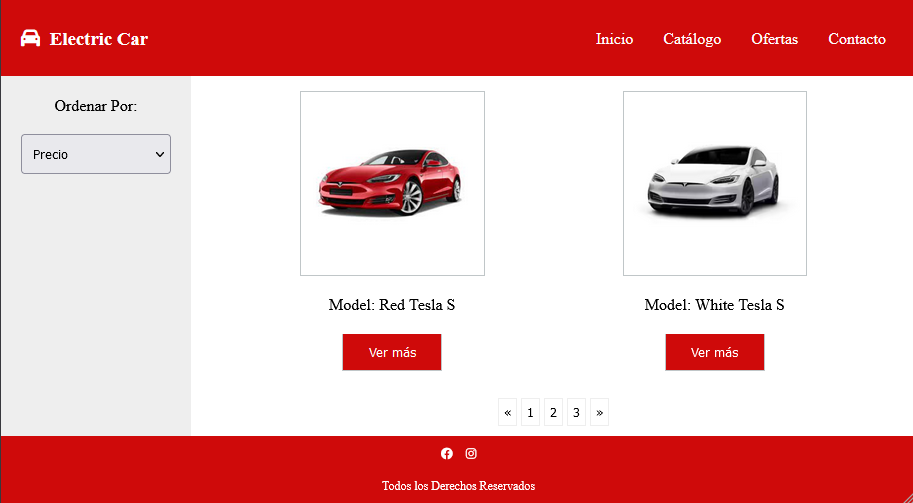 Electric Car
Inicio Catálogo Ofertas Contacto
Ordenar Por:
Precio
Model: Red Tesla S
Ver más
Model: White Tesla S
Ver más
« 1 2 3 »
Todos los Derechos Reservados